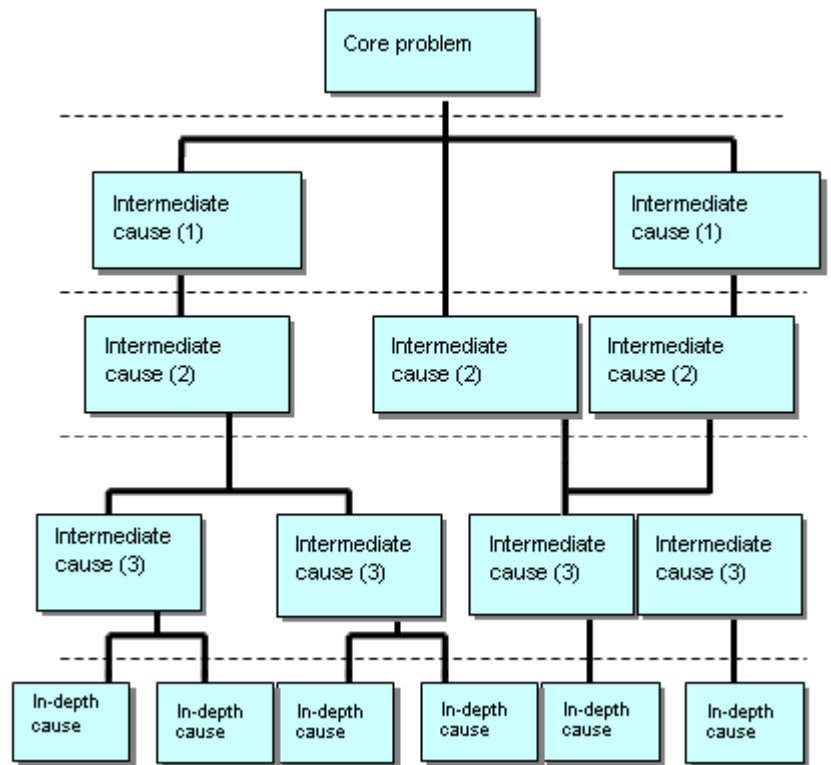 Core problem
Intermediate
cause (1)
Intermediate
cause (1)
Intermediate
cause (2)
Intermediate
cause (2)
Intermediate
cause (2)
Intermediate
cause (3)
Intermediate
cause (3)
Intermediate
cause (3)
Intermediate
cause (3)
In-depth
cause
In-depth
cause
In-depth
cause
In-depth
cause
In-depth
cause
In-depth
cause